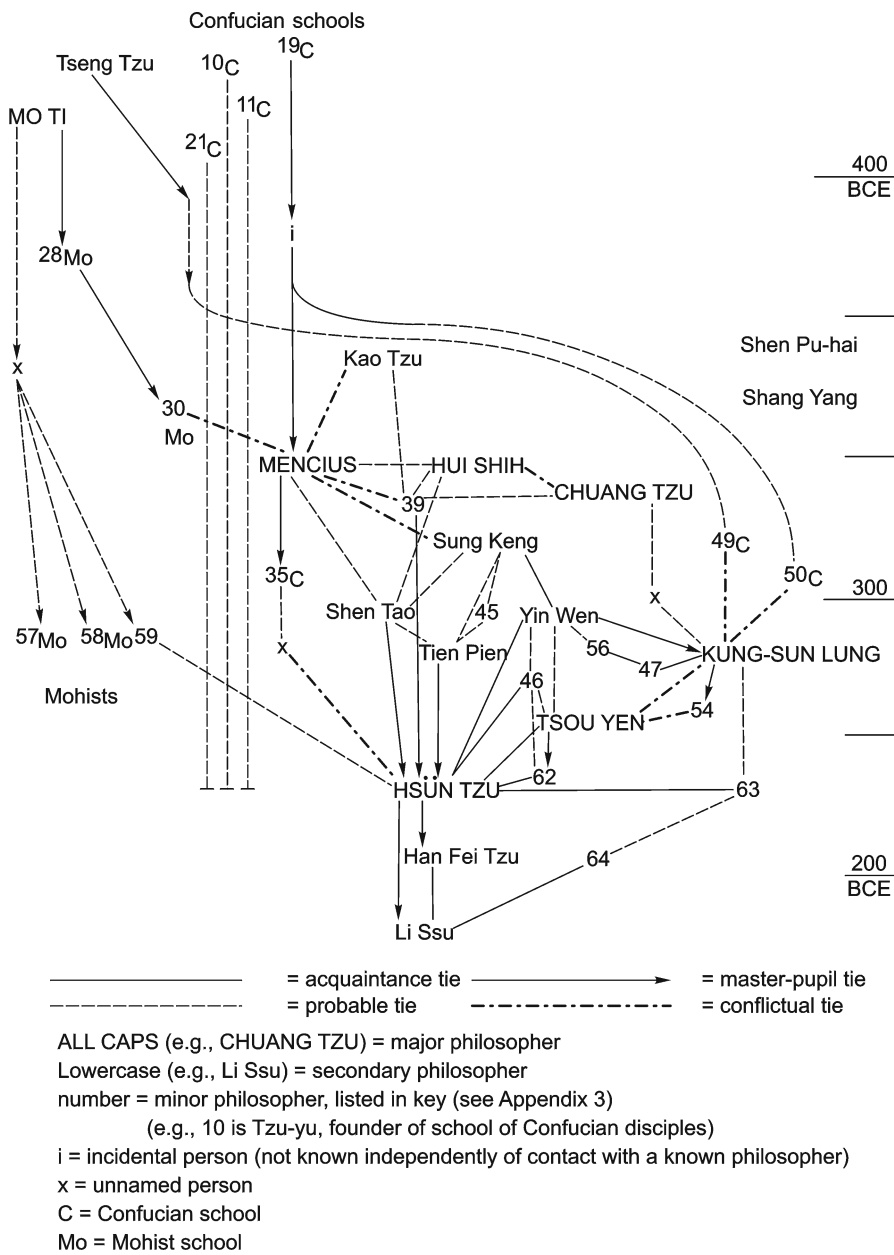 Confucian schools
19C
Tseng Tzu
10C
11C
MO TI
21C
400
BCE
i
28Mo
Shen Pu-hai
x
Kao Tzu
Shang Yang
30
Mo
MENCIUS
HUI SHIH
CHUANG TZU
39
Sung Keng
49C
35C
50C
300
x
Shen Tao
45
Yin Wen
57Mo
58Mo
59
x
Tien Pien
56
KUNG-SUN LUNG
47
Mohists
46
54
TSOU YEN
62
HSÜN TZU
63
Han Fei Tzu
64
200
BCE
Li Ssu
= acquaintance tie
= master-pupil tie
= probable tie
= conflictual tie
ALL CAPS (e.g., CHUANG TZU) = major philosopher
Lowercase (e.g., Li Ssu) = secondary philosopher
number = minor philosopher, listed in key (see Appendix 3)
(e.g., 10 is Tzu-yu, founder of school of Confucian disciples)
i = incidental person (not known independently of contact with a known philosopher)
x = unnamed person
C = Confucian school
Mo = Mohist school